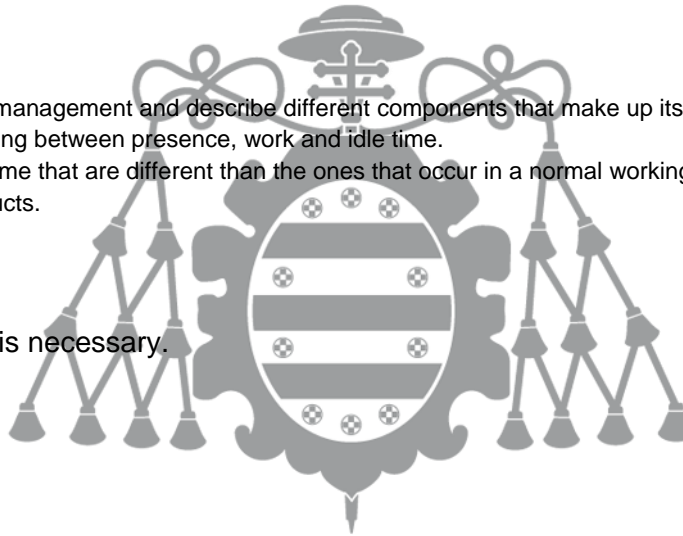 management and describe different components that make up its
ng between presence, work and idle time.
me that are different than the ones that occur in a normal working
ucts.
is necessary.